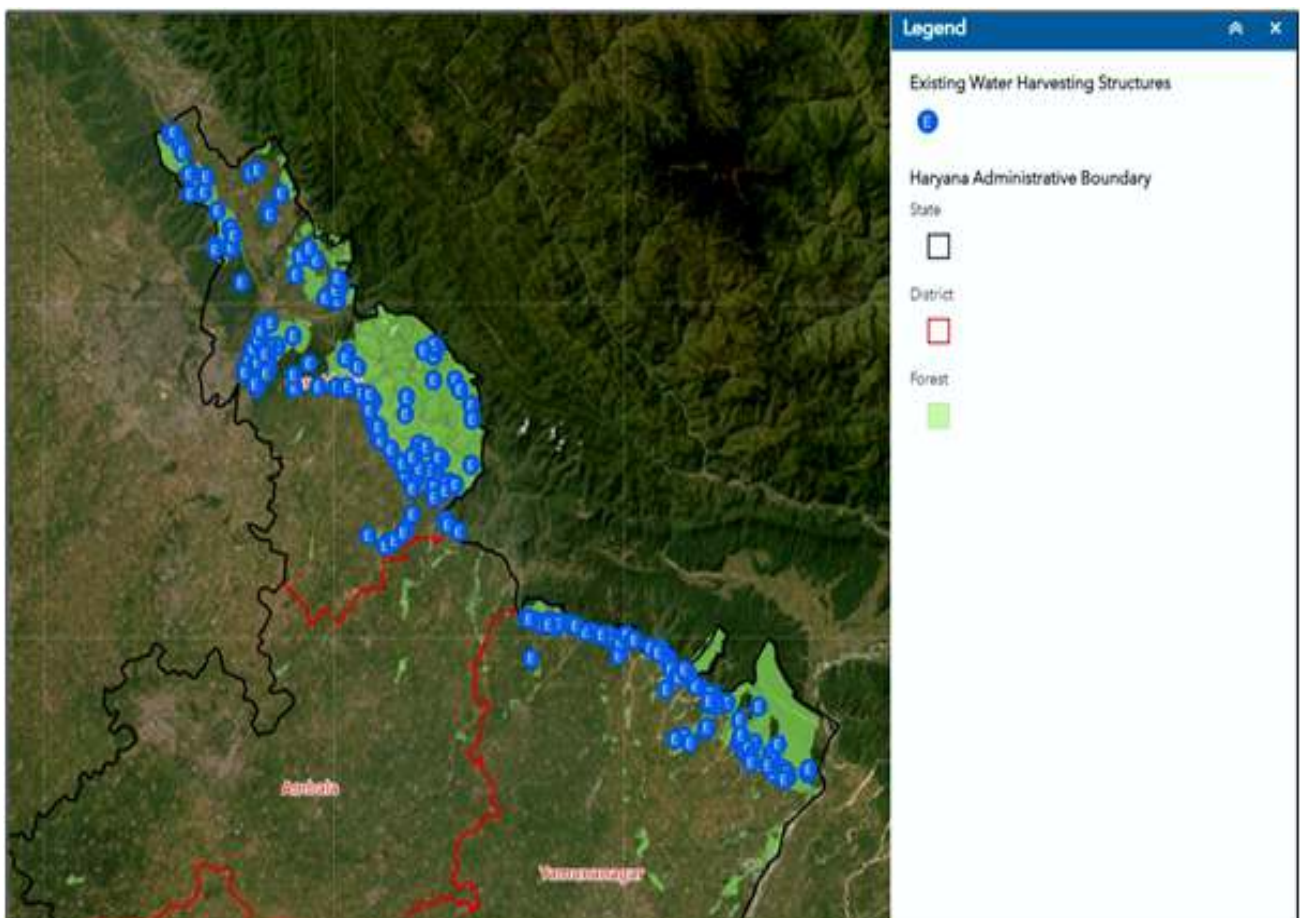 Legend
Existing Water Harvesting Structures
E
Haryana Administrative Boundary
State
District
Forest
Ambala
Yamunanagar